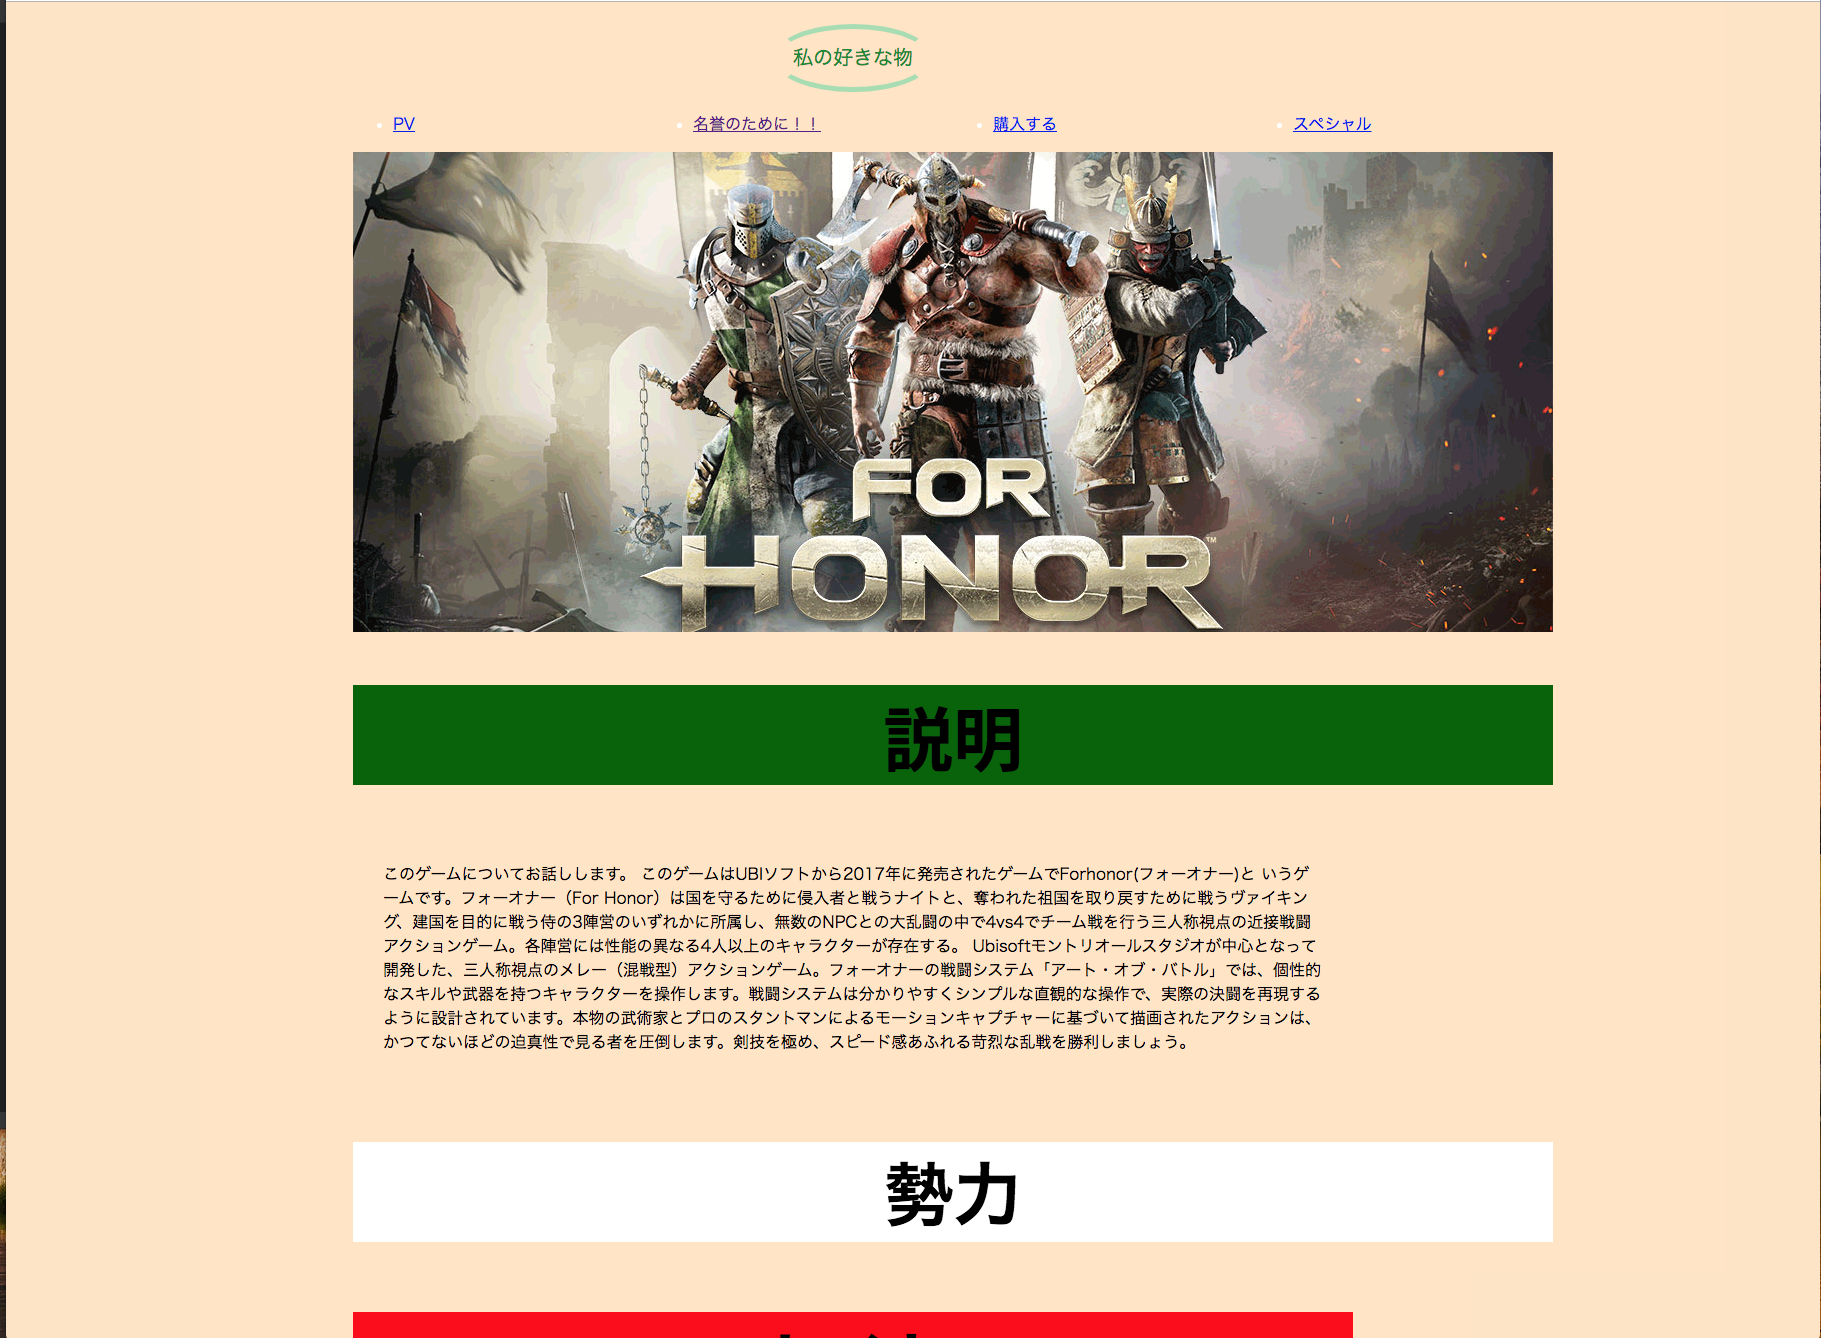 私の好きな物
PV
名誉のために！！
購入する
スペシャル
FOR
HONOR™
説明
このゲームについてお話しします。 このゲームはUBIソフトから2017年に発売されたゲームでForhonor(フォーオナー)と いうゲ
ームです。フォーオナー（For Honor）は国を守るために侵入者と戦うナイトと、奪われた祖国を取り戻すために戦うヴァイキン
グ、建国を目的に戦う侍の3陣営のいずれかに所属し、無数のNPCとの大乱闘の中で4vs4でチーム戦を行う三人称視点の近接戦闘
アクションゲーム。各陣営には性能の異なる4人以上のキャラクターが存在する。 Ubisoftモントリオールスタジオが中心となって
開発した、三人称視点のメレー（混戦型）アクションゲーム。フォーオナーの戦闘システム「アート・オブ・バトル」では、個性的
なスキルや武器を持つキャラクターを操作します。戦闘システムは分かりやすくシンプルな直観的な操作で、実際の決闘を再現する
ように設計されています。本物の武術家とプロのスタントマンによるモーションキャプチャーに基づいて描画されたアクションは、
かつてないほどの迫真性で見る者を圧倒します。剣技を極め、スピード感あふれる苛烈な乱戦を勝利しましょう。
勢力